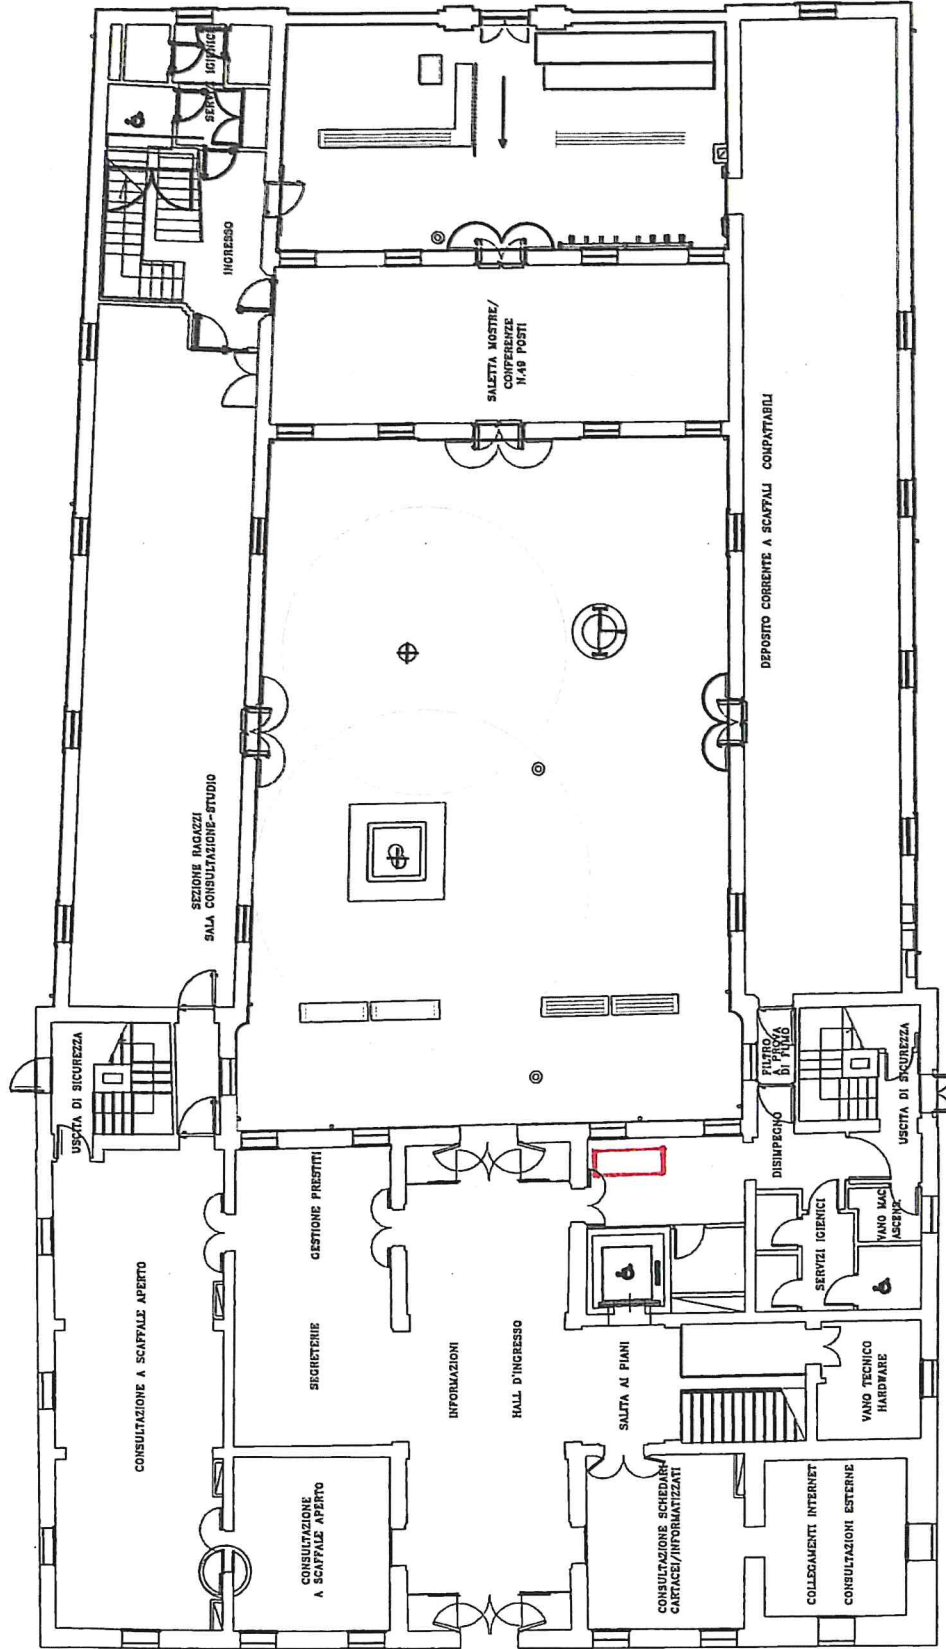 SERVIZI IGIENICI
INGRESSO
SALETTA MOSTRE/
CONFERENZE
N.49 POSTI
DEPOSITO CORRENTE A SCAFFALI COMPATTABILI
SEZIONE RAGAZZI
SALA CONSULTAZIONE-STUDIO
USCITA DI SICUREZZA
FILTRO
A PROVA
DI FUMO
USCITA DI SICUREZZA
DISIMPEGNO
GESTIONE PRESTITI
SEGRETERIE
CONSULTAZIONE A SCAFFALE APERTO
INFORMAZIONI
HALL D'INGRESSO
SERVIZI IGIENICI
VANO MAC.
ASCENS.
SALITA AI PIANI
VANO TECNICO
HARDWARE
CONSULTAZIONE
A SCAFFALE APERTO
CONSULTAZIONE SCHEDARI
CARTACEI/INFORMATIZZATI
COLLEGAMENTI INTERNET
CONSULTAZIONI ESTERNE